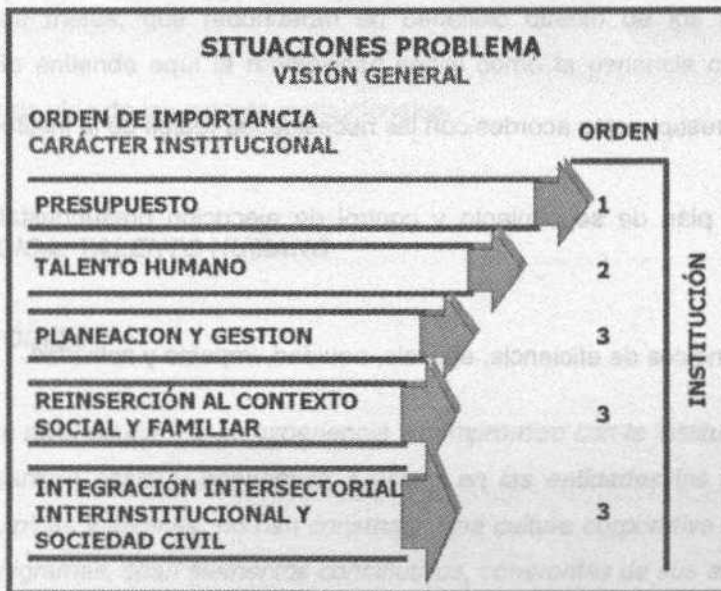 SITUACIONES PROBLEMA
VISIÓN GENERAL
ORDEN DE IMPORTANCIA
CARÁCTER INSTITUCIONAL
ORDEN
PRESUPUESTO
1
TALENTO HUMANO
2
PLANEACION Y GESTION
3
REINSERCIÓN AL CONTEXTO
SOCIAL Y FAMILIAR
3
INTEGRACION INTERSECTORIAL
INTERINSTITUCIONAL Y
SOCIEDAD CIVIL
3
INSTITUCIÓN